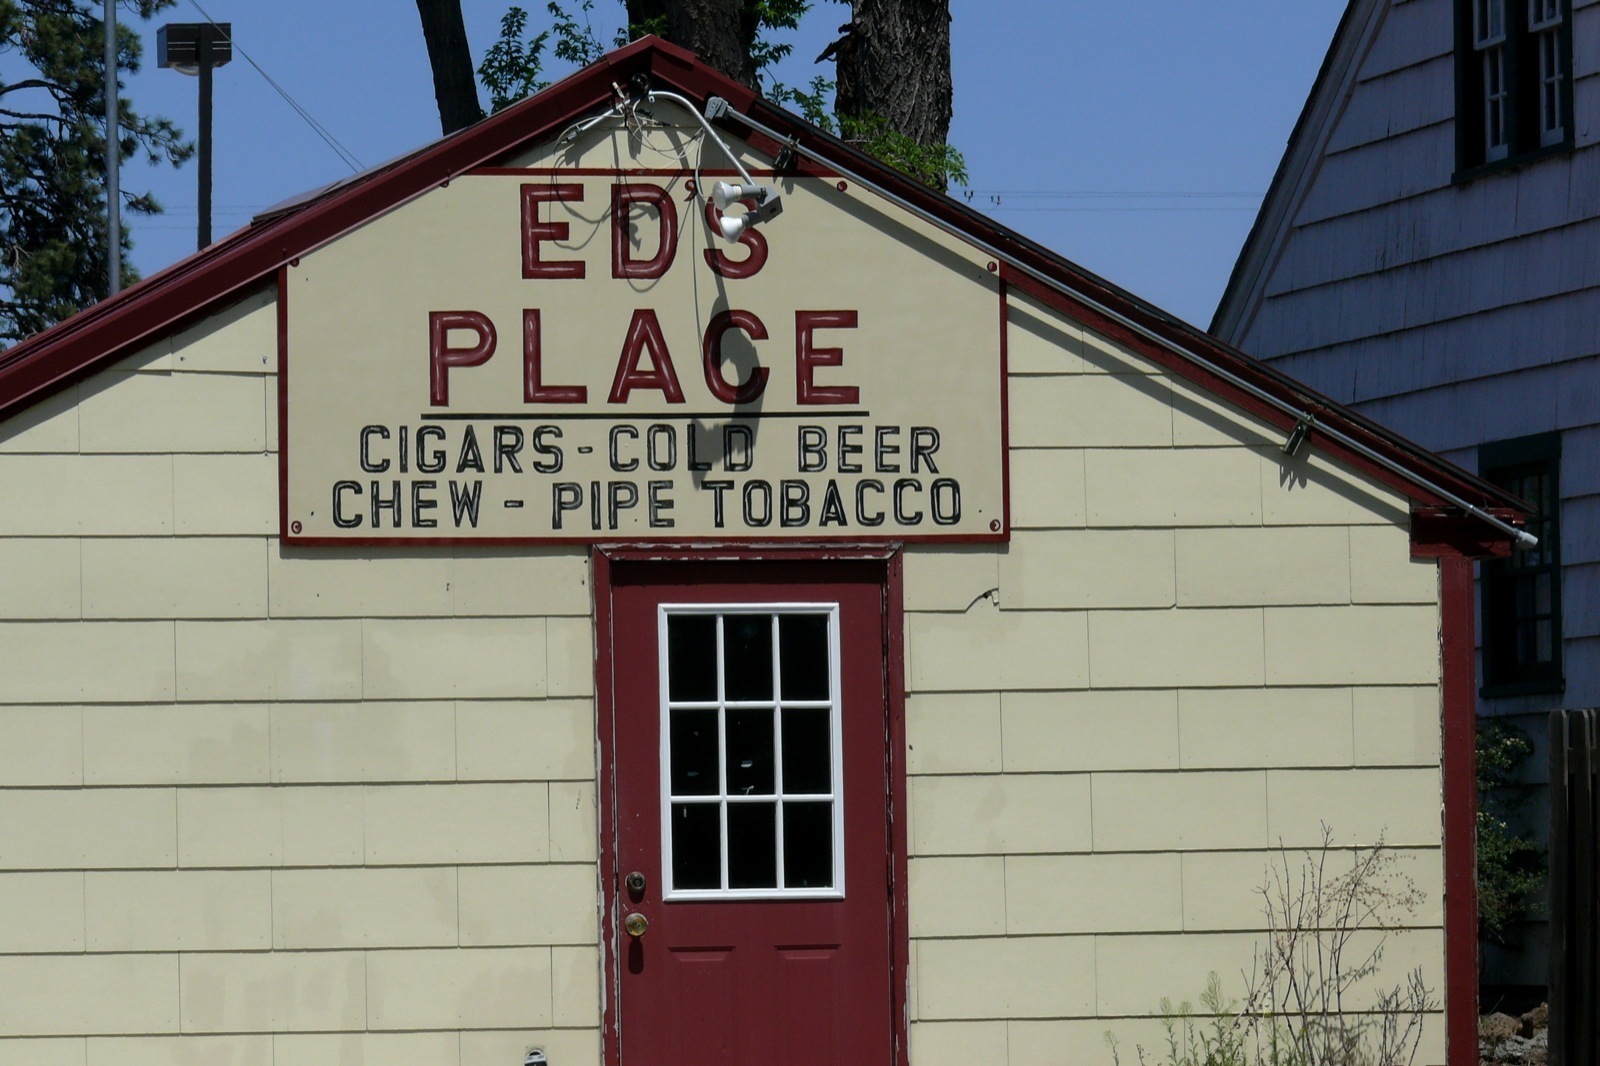 ED'S
PLACE
CIGARS-COLD BEER
CHEW - PIPE TOBACCO